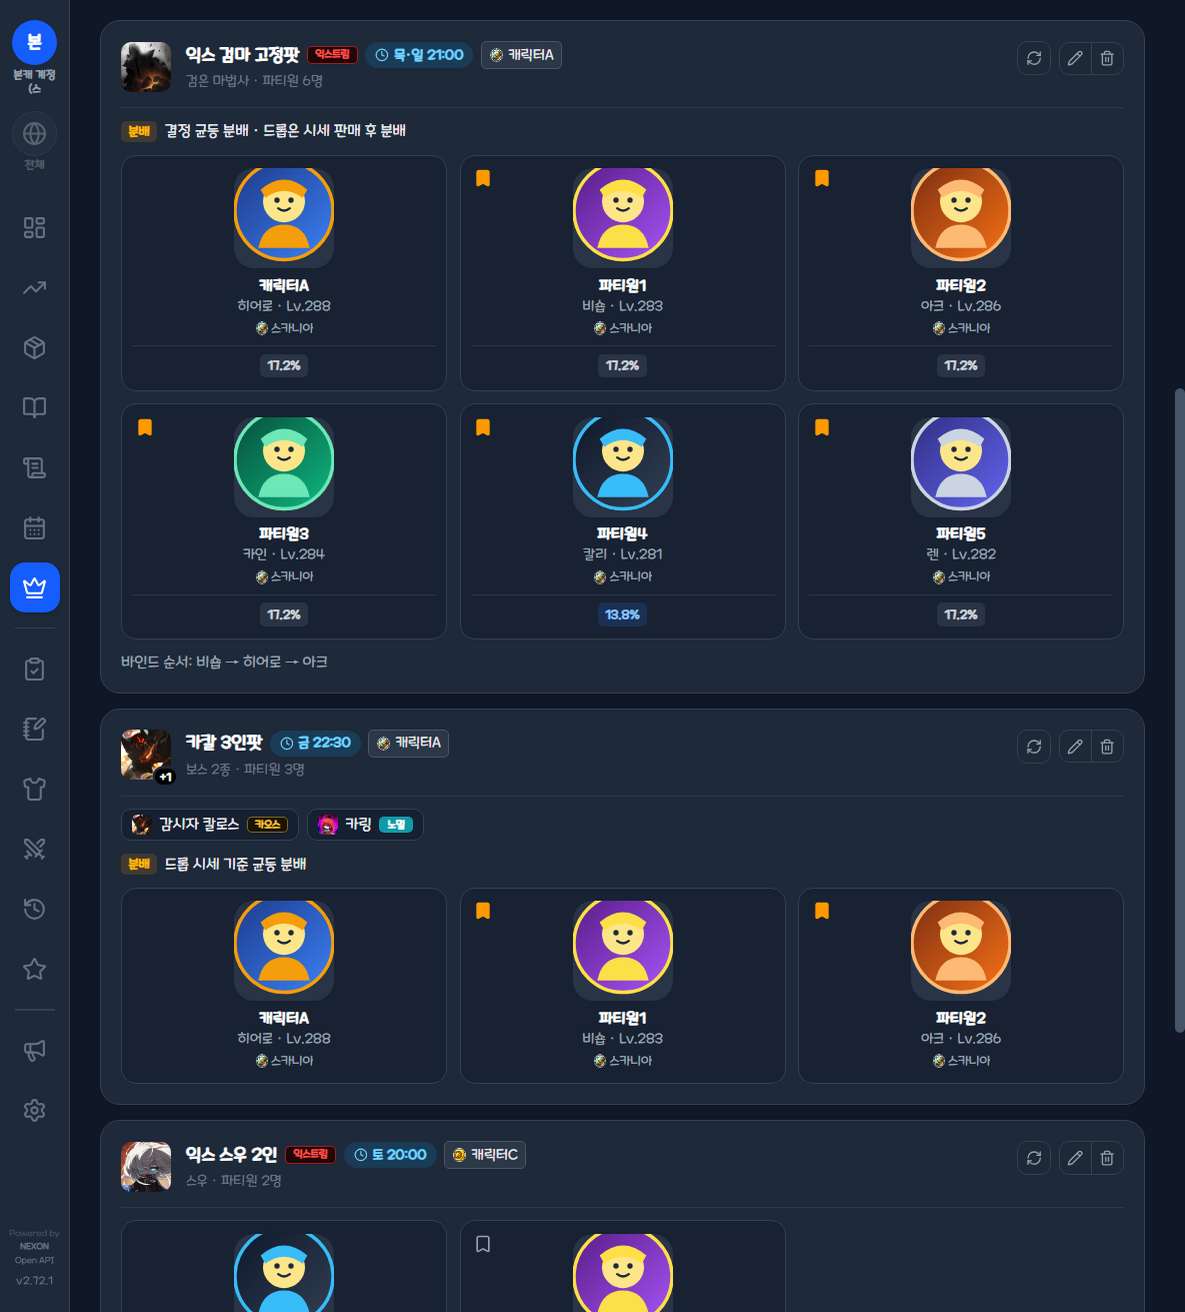 본
본캐 계정
(스
전체
Powered by
NEXON
Open API
v2.72.1
익스 검마 고정팟 익스트림 목·일 21:00 캐릭터A
검은 마법사 · 파티원 6명
분배 결정 균등 분배 · 드롭은 시세 판매 후 분배
캐릭터A
히어로 · Lv.288
스카니아
17.2%
파티원1
비숍 · Lv.283
스카니아
17.2%
파티원2
아크 · Lv.286
스카니아
17.2%
파티원3
카인 · Lv.284
스카니아
17.2%
파티원4
칼리 · Lv.281
스카니아
13.8%
파티원5
렌 · Lv.282
스카니아
17.2%
바인드 순서: 비숍 → 히어로 → 아크
카칼 3인팟 금 22:30 캐릭터A
+1
보스 2종 · 파티원 3명
감시자 칼로스 카오스 카링 노멀
분배 드롭 시세 기준 균등 분배
캐릭터A
히어로 · Lv.288
스카니아
파티원1
비숍 · Lv.283
스카니아
파티원2
아크 · Lv.286
스카니아
익스 스우 2인 익스트림 토 20:00 캐릭터C
스우 · 파티원 2명